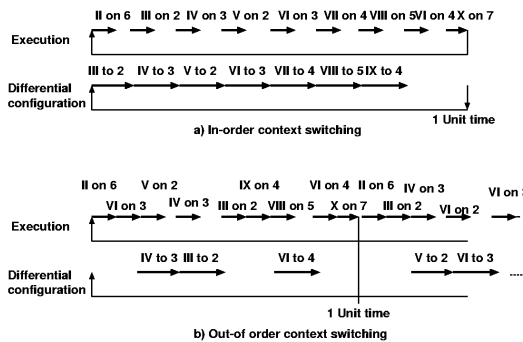 II on 6 III on 2 IV on 3 V on 2 VI on 3 VII on 4 VIII on 5 VI on 4 X on 7
Execution
III to 2 IV to 3 V to 2 VI to 3 VII to 4 VIII to 5 IX to 4
Differential
configuration
1 Unit time
a) In-order context switching
II on 6 V on 2 IX on 4 VI on 4 II on 6 IV on 3
VI on 3 IV on 3 III on 2 VIII on 5 X on 7 III on 2 VI on 2 VI on 3
Execution
IV to 3 III to 2 VI to 4 V to 2 VI to 3
Differential
configuration
1 Unit time
b) Out-of order context switching